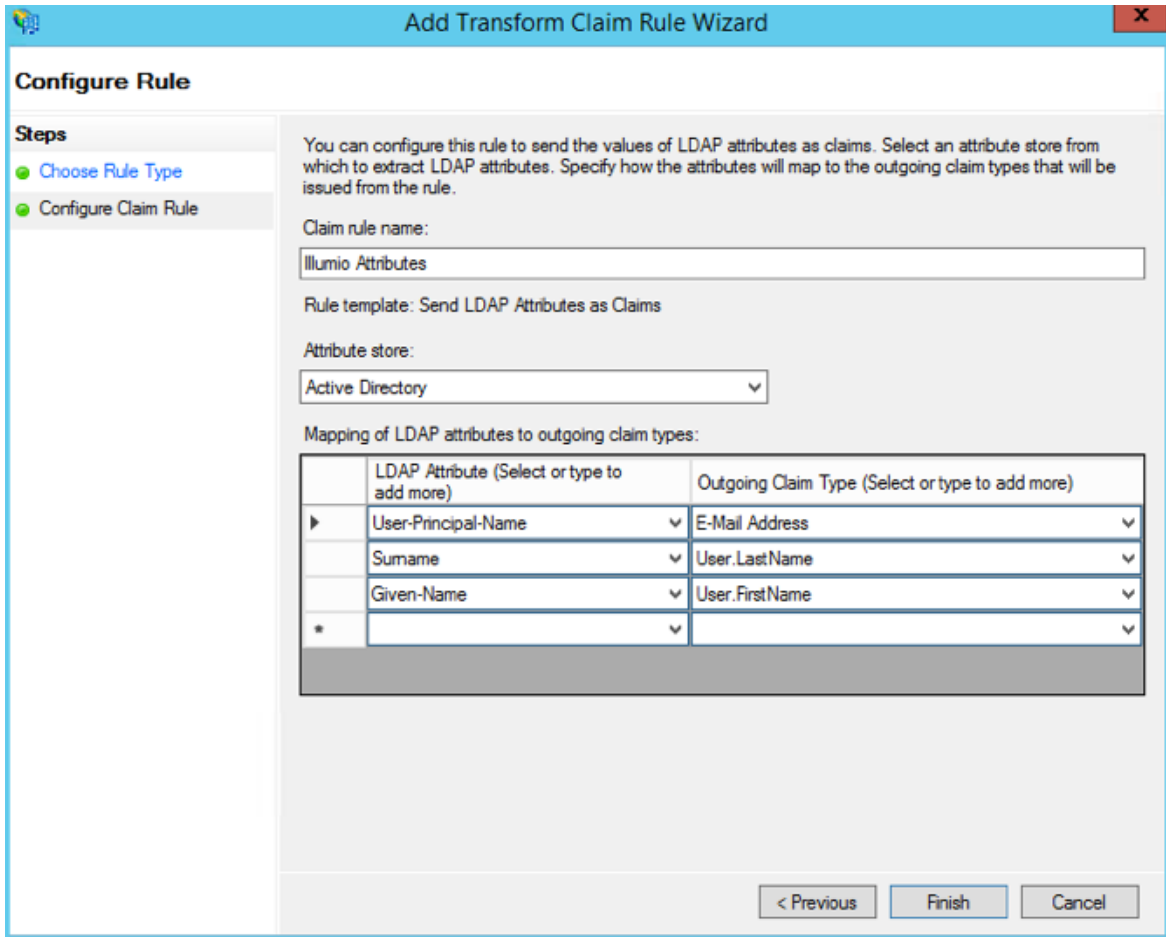 Add Transform Claim Rule Wizard
x
Configure Rule
Steps
Choose Rule Type
Configure Claim Rule
You can configure this rule to send the values of LDAP attributes as claims. Select an attribute store from
which to extract LDAP attributes. Specify how the attributes will map to the outgoing claim types that will be
issued from the rule.
Claim rule name:
Illumio Attributes
Rule template: Send LDAP Attributes as Claims
Attribute store:
Active Directory
Mapping of LDAP attributes to outgoing claim types:
LDAP Attribute (Select or type to
add more)
Outgoing Claim Type (Select or type to add more)
User-Principal-Name
E-Mail Address
Surname
User.LastName
Given-Name
User.FirstName
*
< Previous
Finish
Cancel